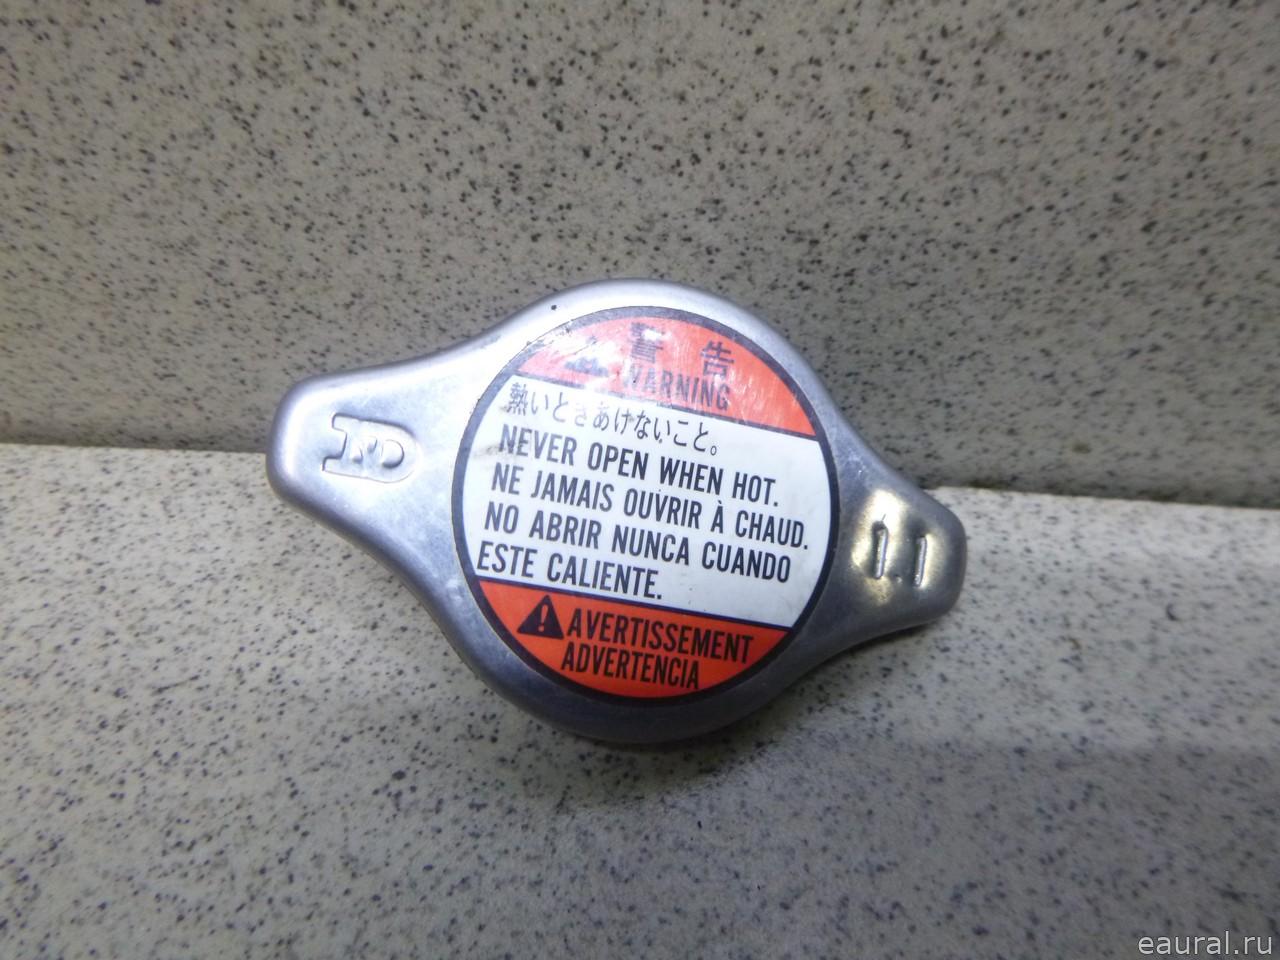 警告
WARNING
熱いときあけないこと。
NEVER OPEN WHEN HOT.
NE JAMAIS OUVRIR À CHAUD.
NO ABRIR NUNCA CUANDO
ESTE CALIENTE.
AVERTISSEMENT
ADVERTENCIA
1.1
eaural.ru